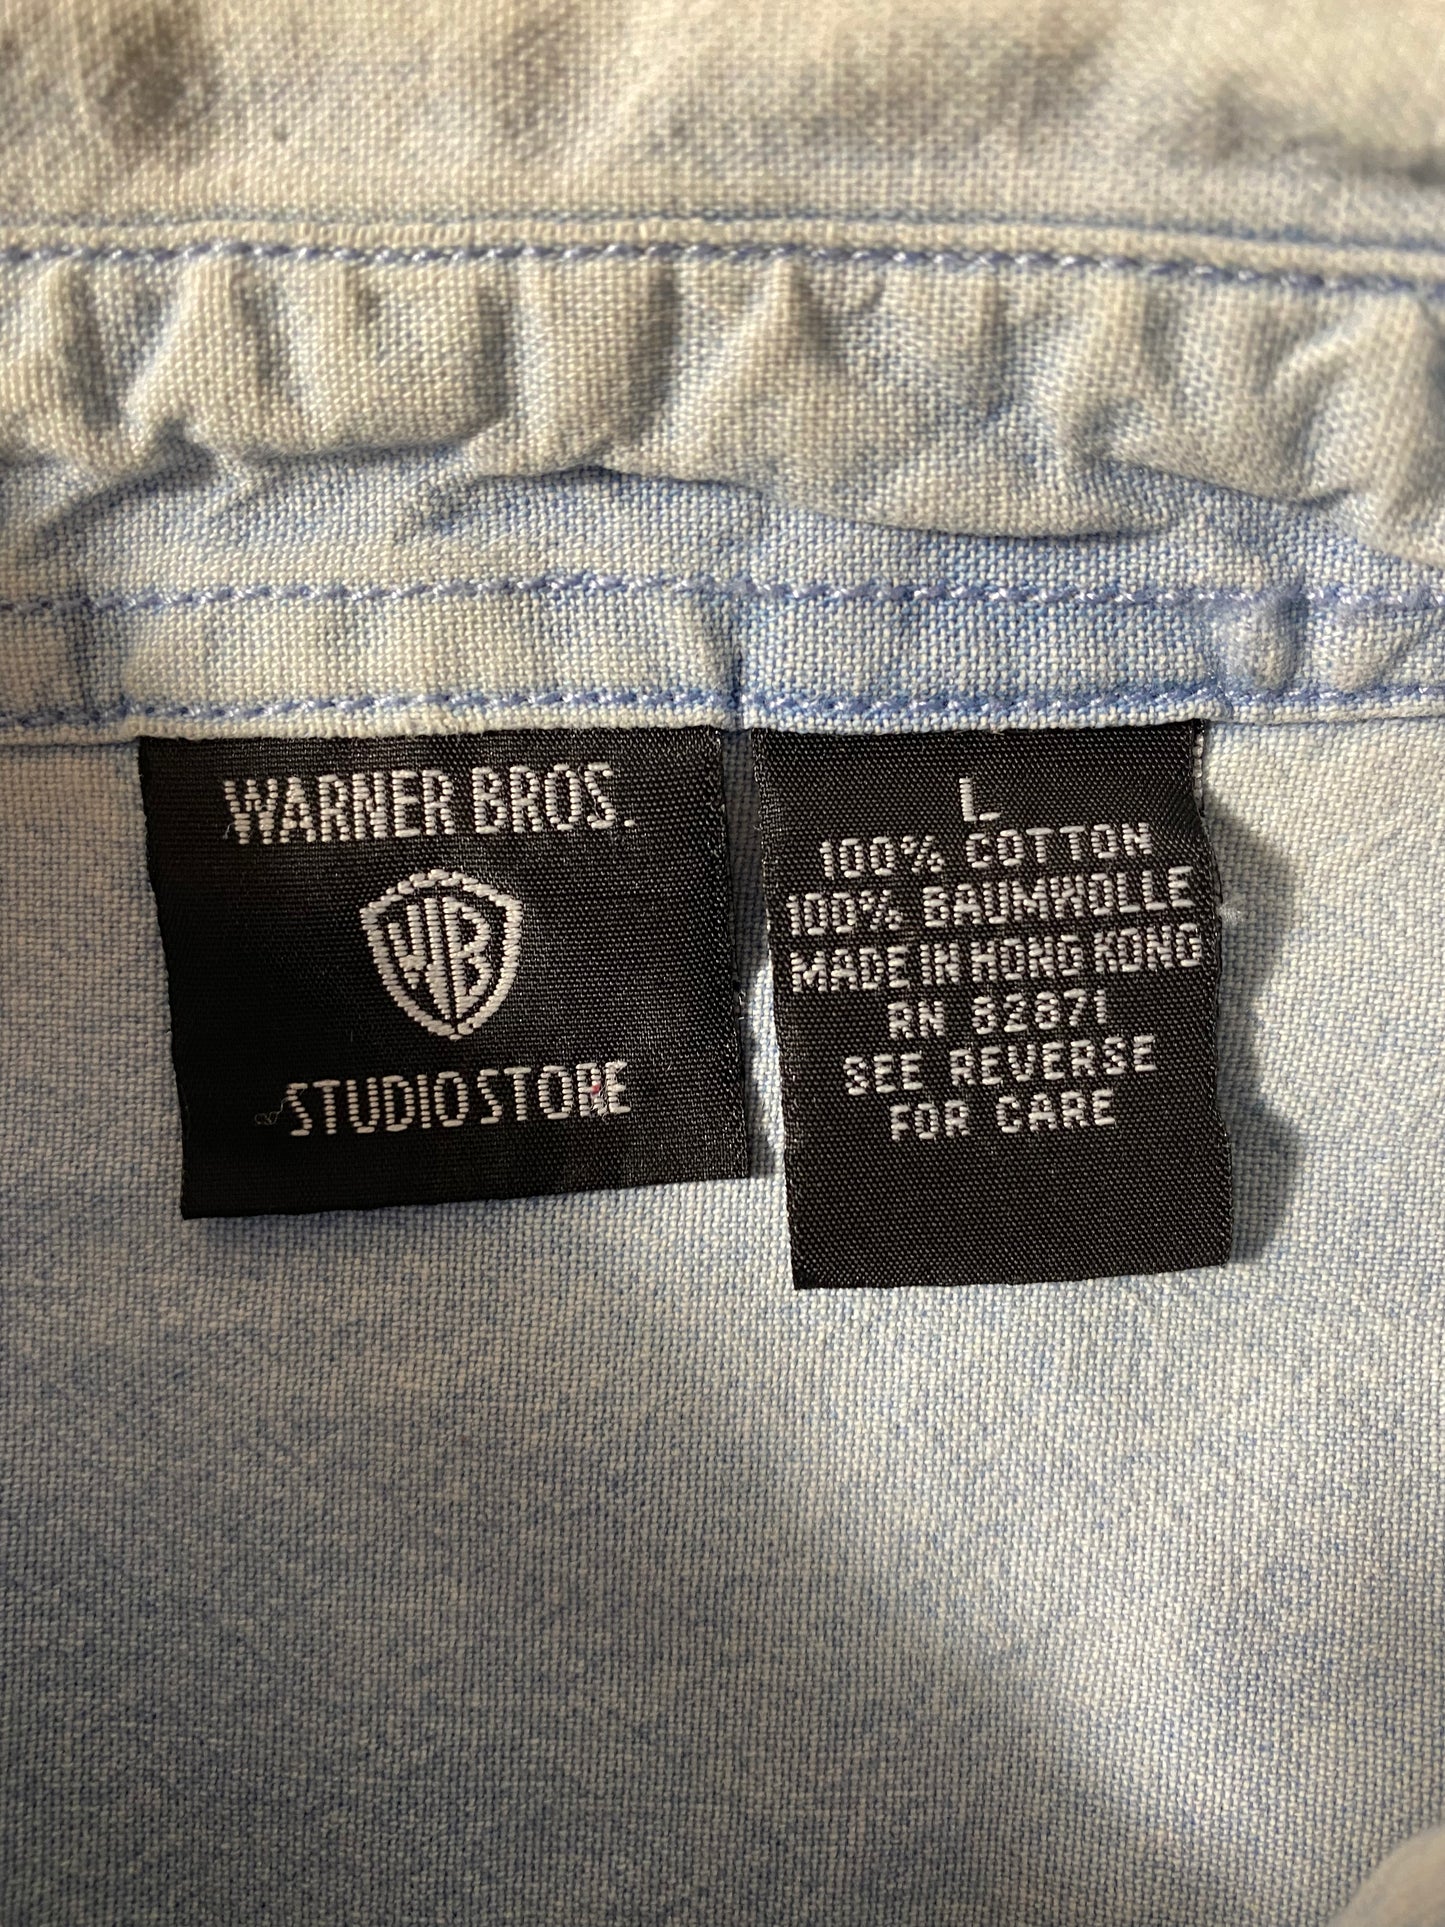 WARNER BROS.
WB
STUDIO STORE
L
100% COTTON
100% BAUMWOLLE
MADE IN HONG KONG
RN 82871
SEE REVERSE
FOR CARE